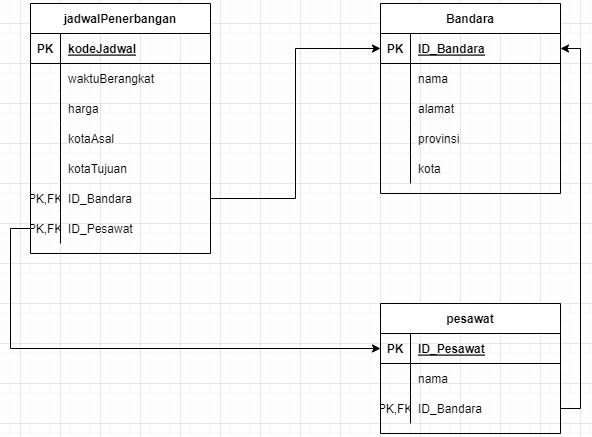 jadwalPenerbangan
PK kodeJadwal
waktuBerangkat
harga
kotaAsal
kotaTujuan
PK,FK ID_Bandara
PK,FK ID_Pesawat
Bandara
PK ID_Bandara
nama
alamat
provinsi
kota
pesawat
PK ID_Pesawat
nama
PK,FK ID_Bandara